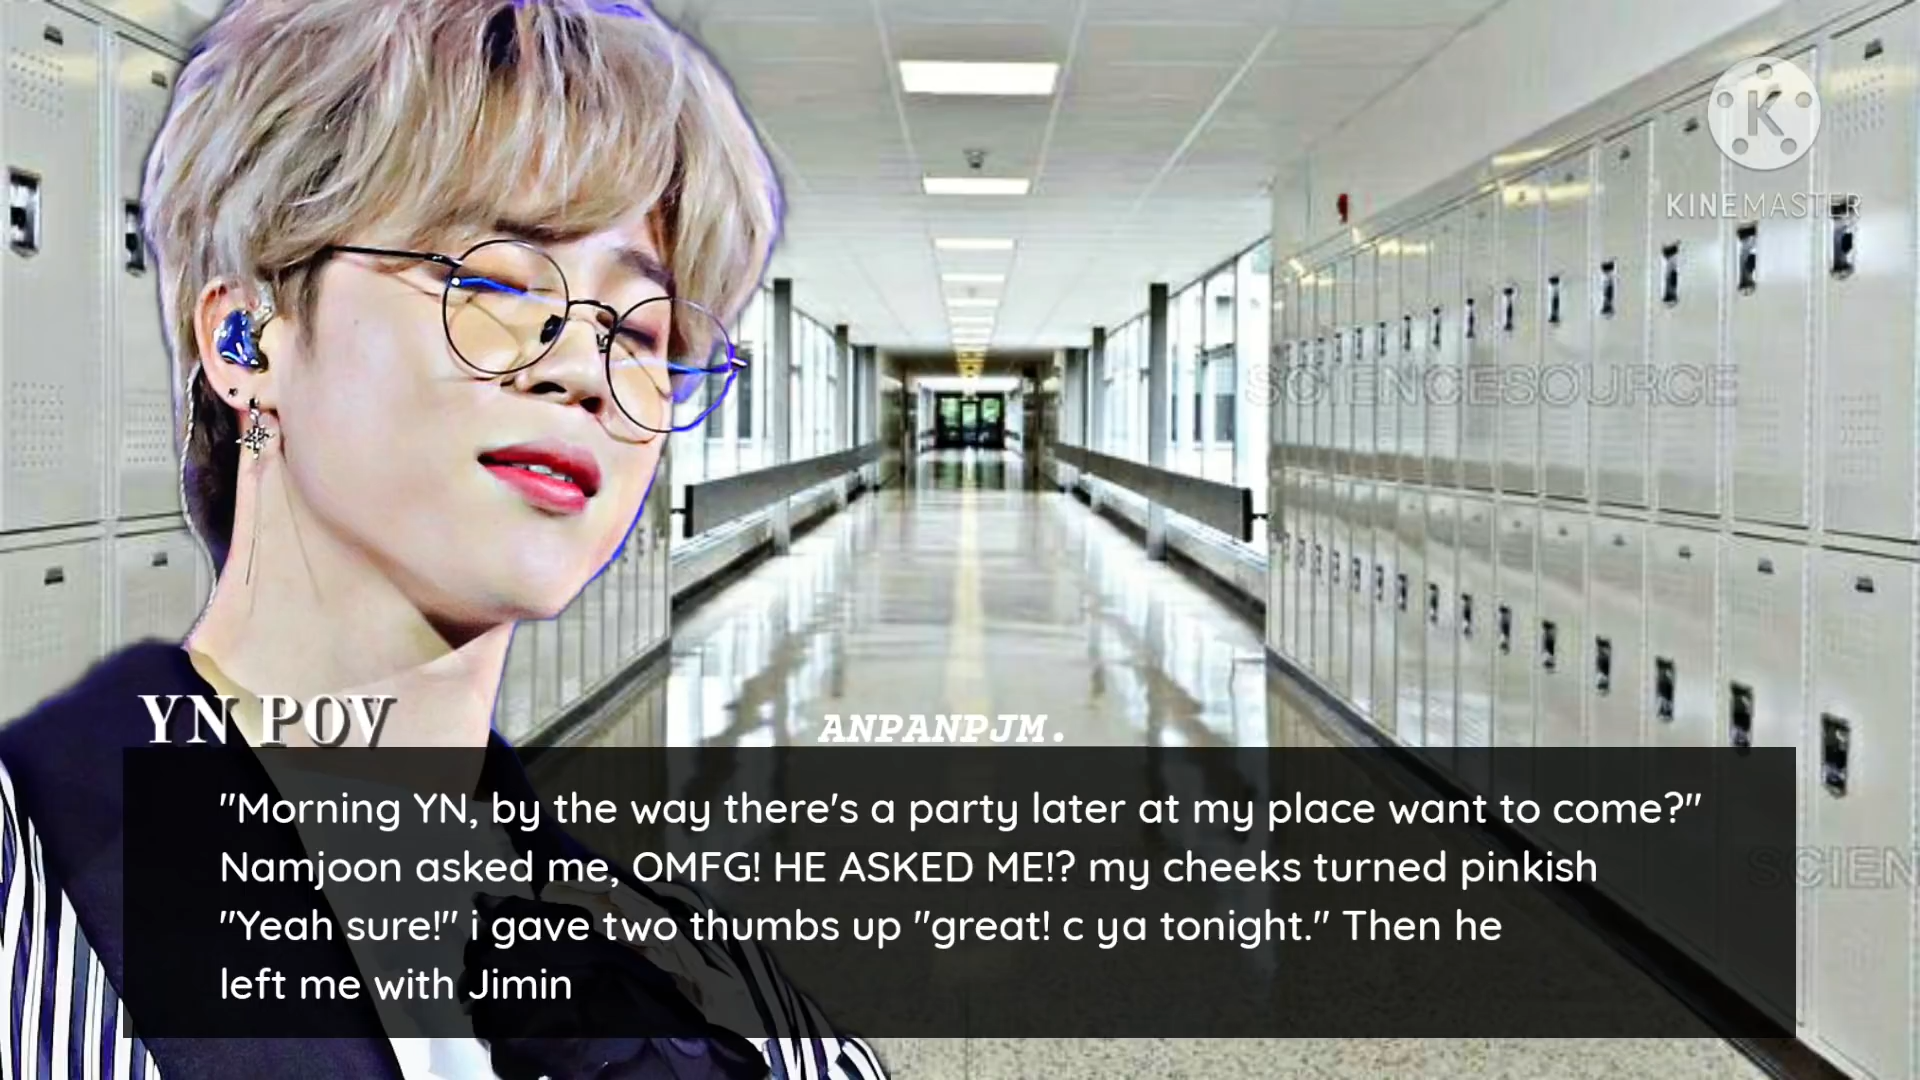 KINEMASTER
SCIENCESOURCE
YN POV
ANPANPJM.
"Morning YN, by the way there's a party later at my place want to come?"
Namjoon asked me, OMFG! HE ASKED ME!? my cheeks turned pinkish
"Yeah sure!" i gave two thumbs up "great! c ya tonight." Then he
left me with Jimin
SCIEN